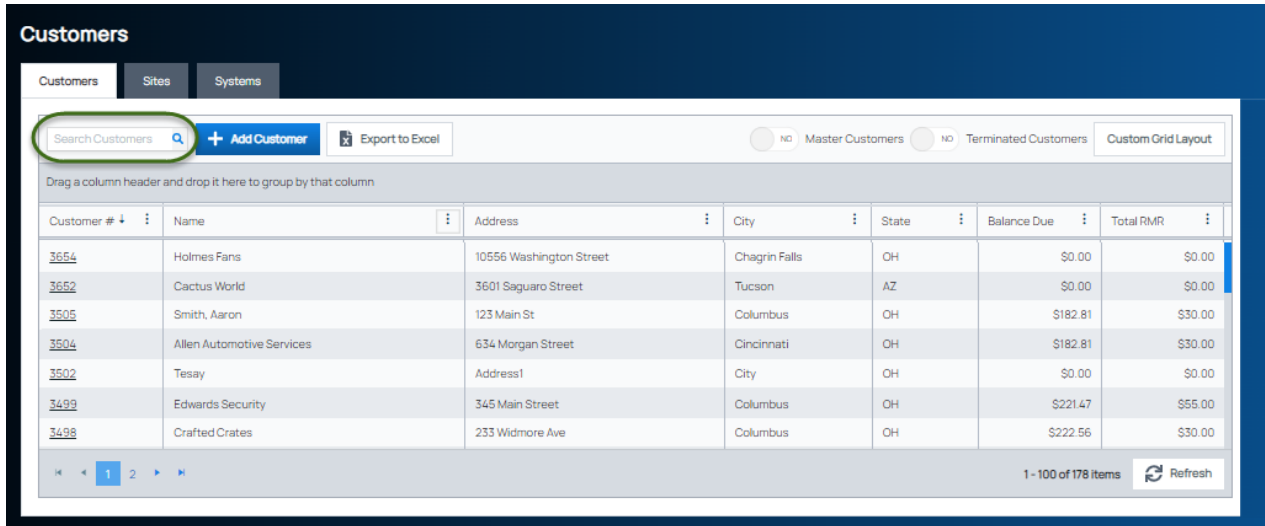 Customers
Customers Sites Systems
Search Customers Add Customer Export to Excel NO Master Customers NO Terminated Customers Custom Grid Layout
Drag a column header and drop it here to group by that column
Customer # Name Address City State Balance Due Total RMR
3654 Holmes Fans 10556 Washington Street Chagrin Falls OH $0.00 $0.00
3652 Cactus World 3601 Saguaro Street Tucson AZ $0.00 $0.00
3505 Smith, Aaron 123 Main St Columbus OH $182.81 $30.00
3504 Allen Automotive Services 634 Morgan Street Cincinnati OH $182.81 $30.00
3502 Tesay Address1 City OH $0.00 $0.00
3499 Edwards Security 345 Main Street Columbus OH $221.47 $55.00
3498 Crafted Crates 233 Widmore Ave Columbus OH $222.56 $30.00
1 2 1 - 100 of 178 items Refresh